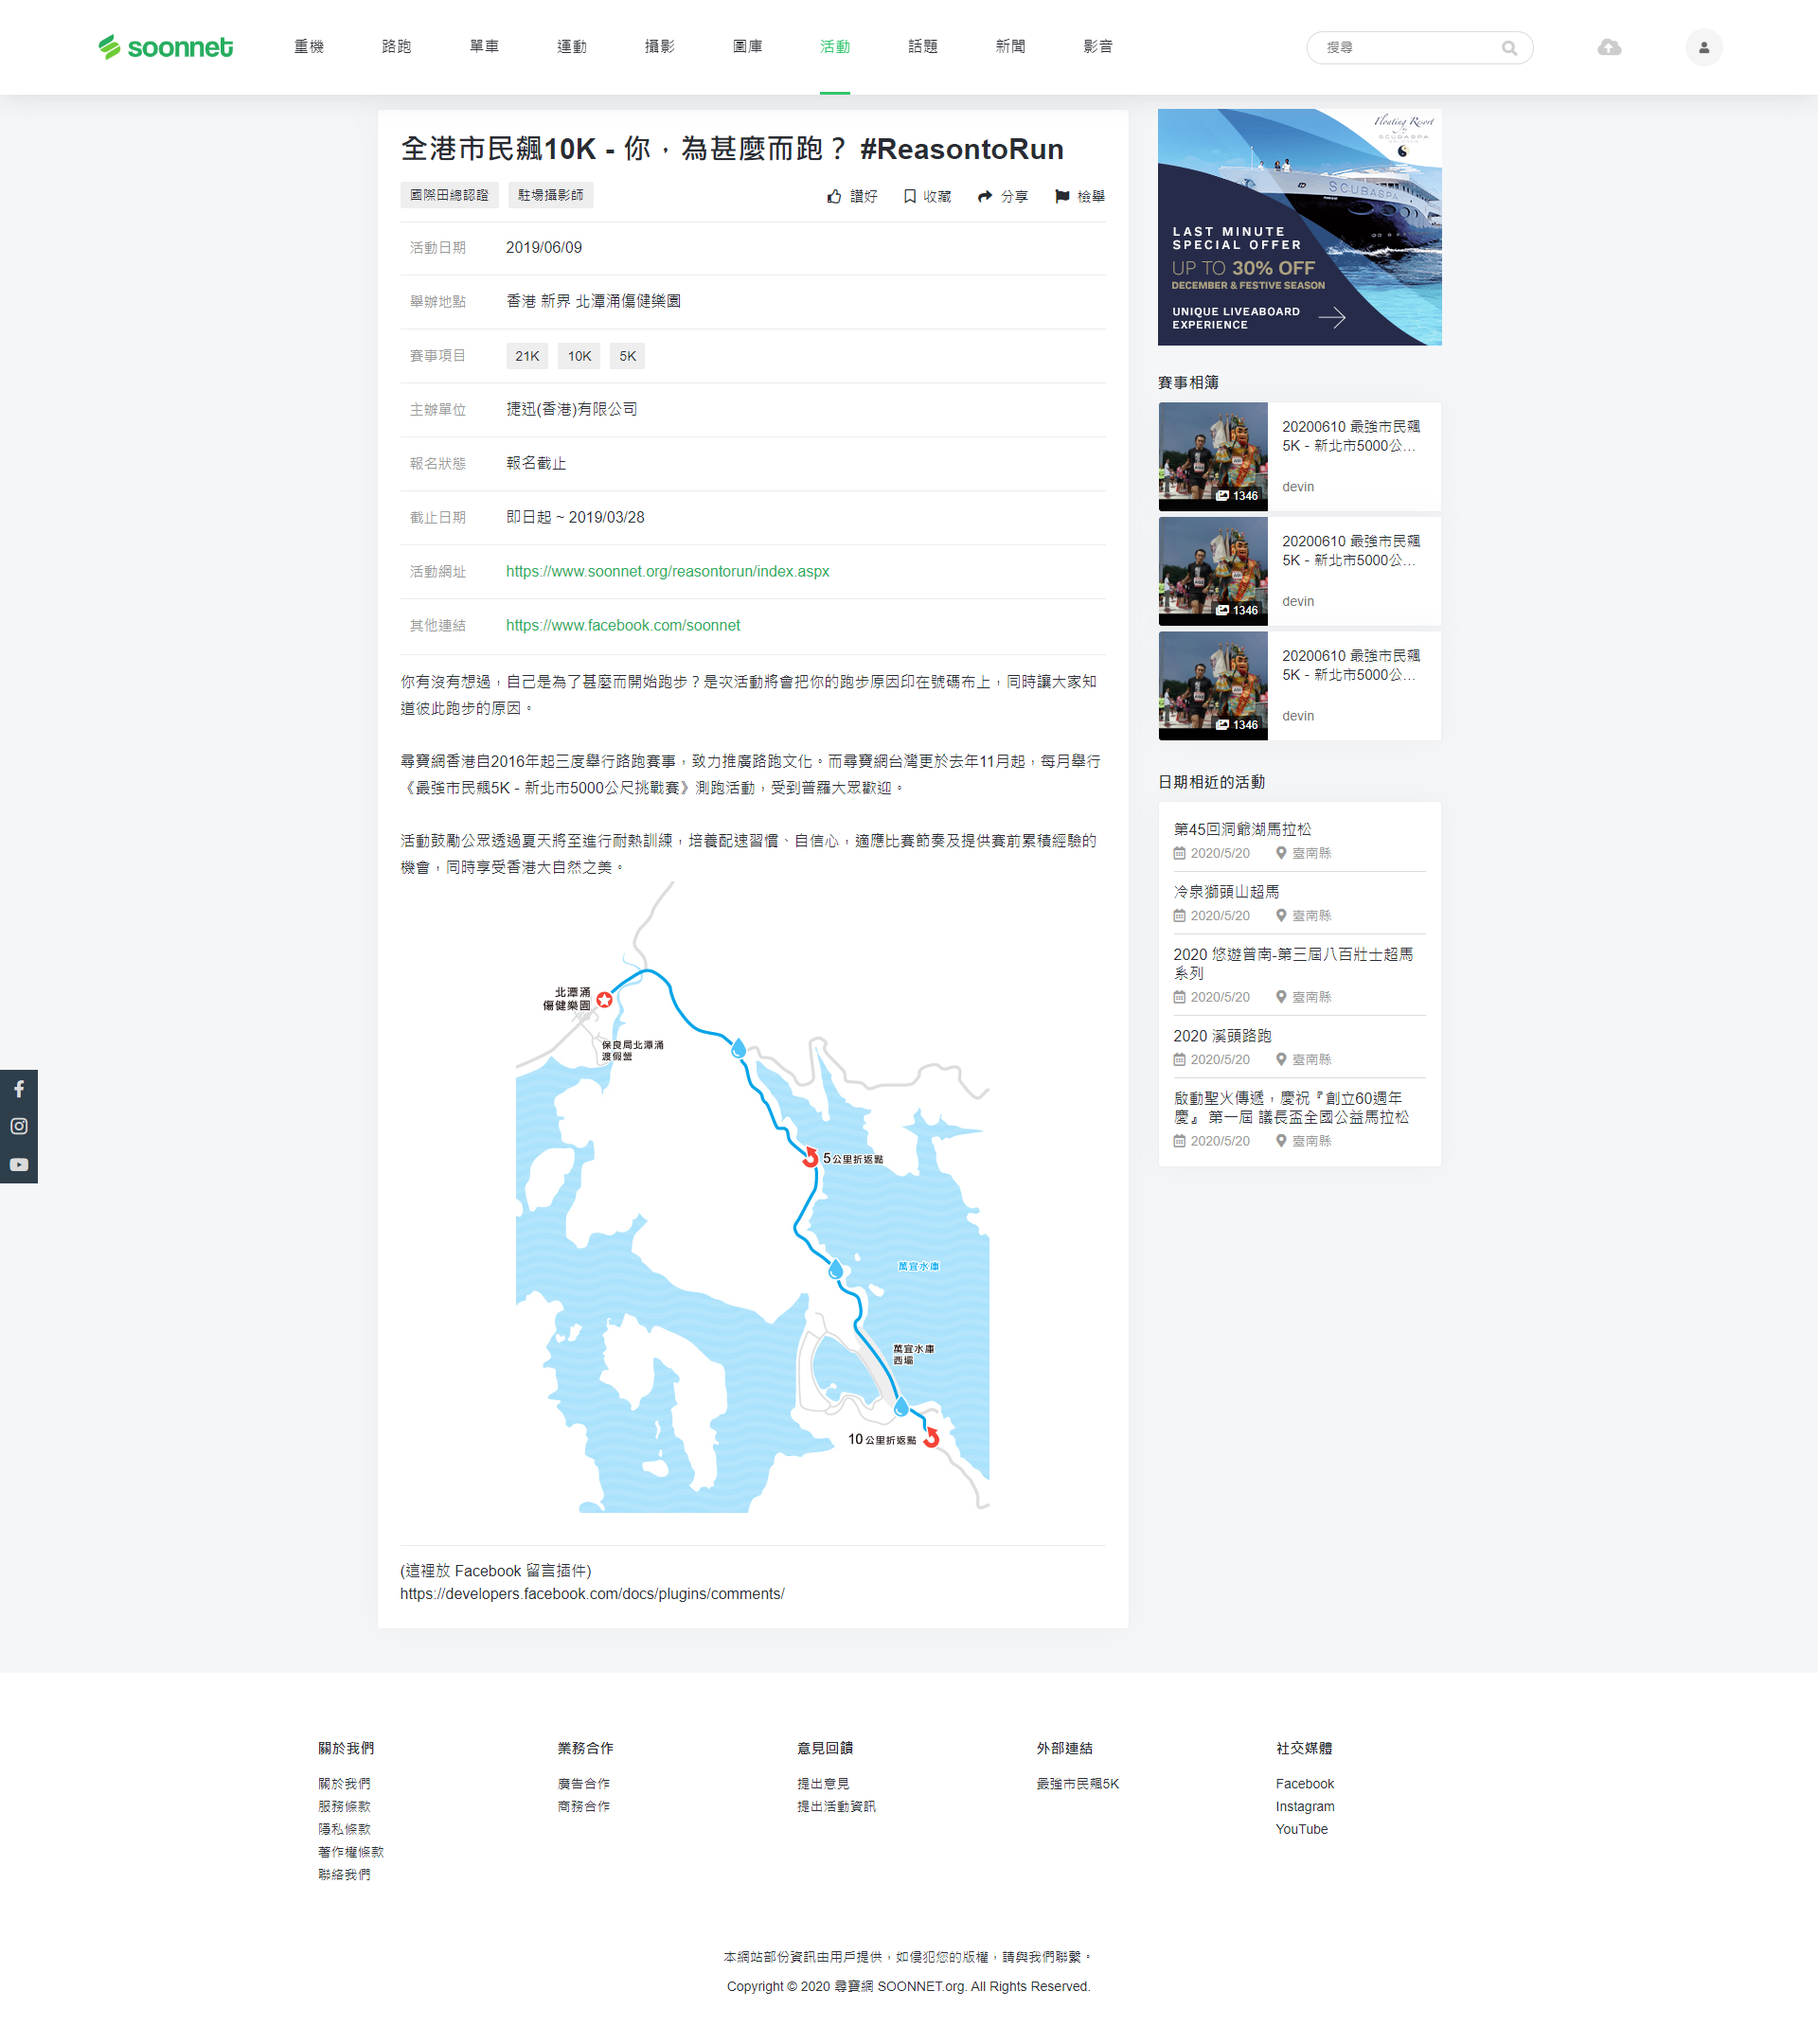 soonnet
重機
路跑
單車
運動
攝影
圖庫
活動
話題
新聞
影音
搜尋
全港市民飆10K - 你，為甚麼而跑？ #ReasontoRun
國際田總認證
駐場攝影師
讚好
收藏
分享
檢舉
活動日期 2019/06/09
舉辦地點 香港 新界 北潭涌傷健樂園
賽事項目 21K 10K 5K
主辦單位 捷迅(香港)有限公司
報名狀態 報名截止
截止日期 即日起 ~ 2019/03/28
活動網址 https://www.soonnet.org/reasontorun/index.aspx
其他連結 https://www.facebook.com/soonnet
你有沒有想過，自己是為了甚麼而開始跑步？是次活動將會把你的跑步原因印在號碼布上，同時讓大家知
道彼此跑步的原因。
尋寶網香港自2016年起三度舉行路跑賽事，致力推廣路跑文化。而尋寶網台灣更於去年11月起，每月舉行
《最強市民飆5K - 新北市5000公尺挑戰賽》測跑活動，受到普羅大眾歡迎。
活動鼓勵公眾透過夏天將至進行耐熱訓練，培養配速習慣、自信心，適應比賽節奏及提供賽前累積經驗的
機會，同時享受香港大自然之美。
北潭涌
傷健樂園
保良局北潭涌
渡假營
5公里折返點
萬宜水庫
萬宜水庫
西壩
10公里折返點
(這裡放 Facebook 留言插件)
https://developers.facebook.com/docs/plugins/comments/
Floating Resort
by
SCUBASPA
SCUBASPA
LAST MINUTE
SPECIAL OFFER
UP TO 30% OFF
DECEMBER & FESTIVE SEASON
UNIQUE LIVEABOARD
EXPERIENCE
賽事相簿
20200610 最強市民飆
5K - 新北市5000公...
devin
1346
20200610 最強市民飆
5K - 新北市5000公...
devin
1346
20200610 最強市民飆
5K - 新北市5000公...
devin
1346
日期相近的活動
第45回洞爺湖馬拉松
2020/5/20 臺南縣
冷泉獅頭山超馬
2020/5/20 臺南縣
2020 悠遊曾南-第三屆八百壯士超馬
系列
2020/5/20 臺南縣
2020 溪頭路跑
2020/5/20 臺南縣
啟動聖火傳遞，慶祝『創立60週年
慶』 第一屆 議長盃全國公益馬拉松
2020/5/20 臺南縣
關於我們
關於我們
服務條款
隱私條款
著作權條款
聯絡我們
業務合作
廣告合作
商務合作
意見回饋
提出意見
提出活動資訊
外部連結
最強市民飆5K
社交媒體
Facebook
Instagram
YouTube
本網站部份資訊由用戶提供，如侵犯您的版權，請與我們聯繫。
Copyright © 2020 尋寶網 SOONNET.org. All Rights Reserved.